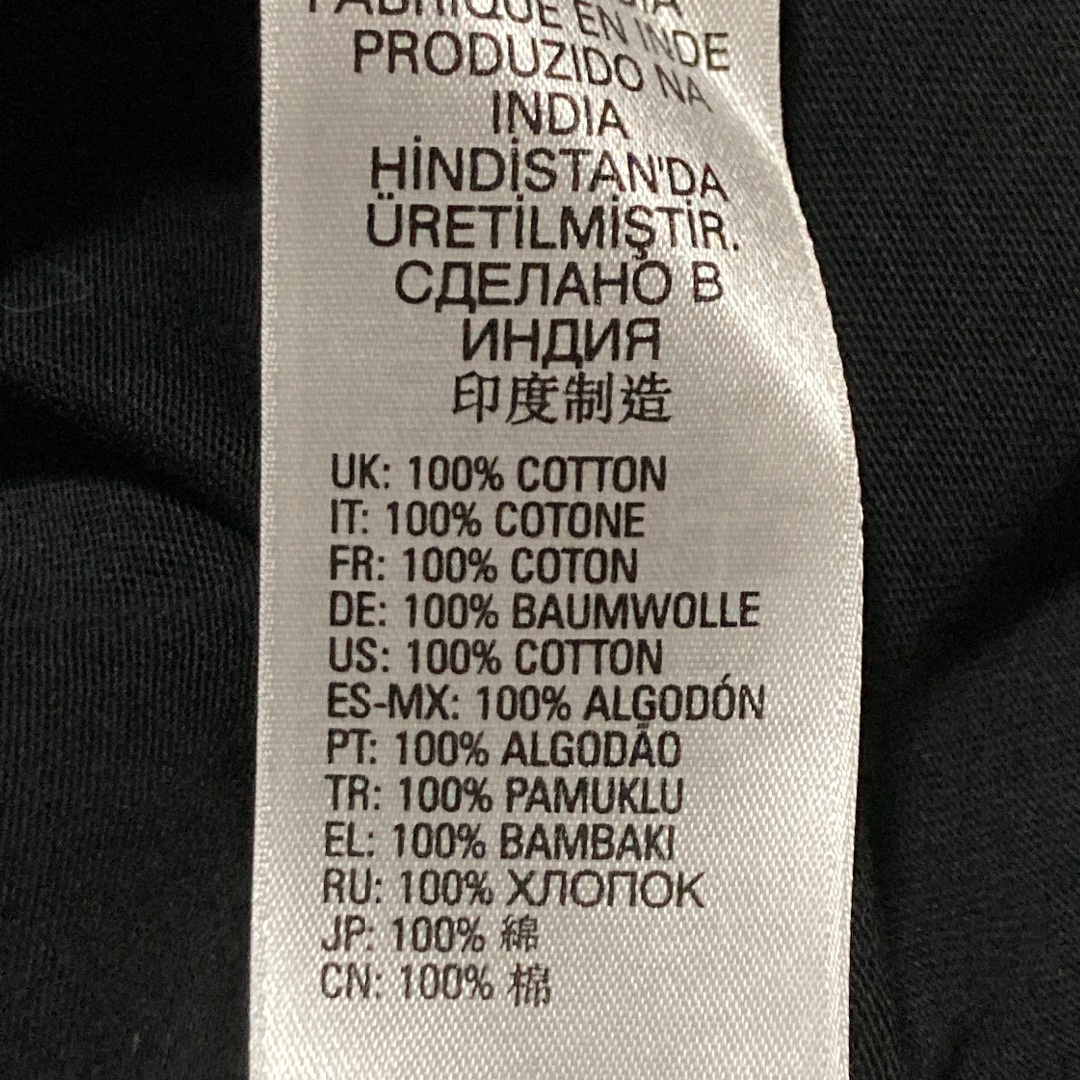 FABRIQUÉ EN INDE
PRODUZIDO NA
INDIA
HİNDİSTAN'DA
ÜRETİLMİŞTİR.
СДЕЛАНО В
ИНДИЯ
印度制造
UK: 100% COTTON
IT: 100% COTONE
FR: 100% COTON
DE: 100% BAUMWOLLE
US: 100% COTTON
ES-MX: 100% ALGODÓN
PT: 100% ALGODÃO
TR: 100% PAMUKLU
EL: 100% BAMBAKI
RU: 100% ХЛОПОК
JP: 100% 綿
CN: 100% 棉